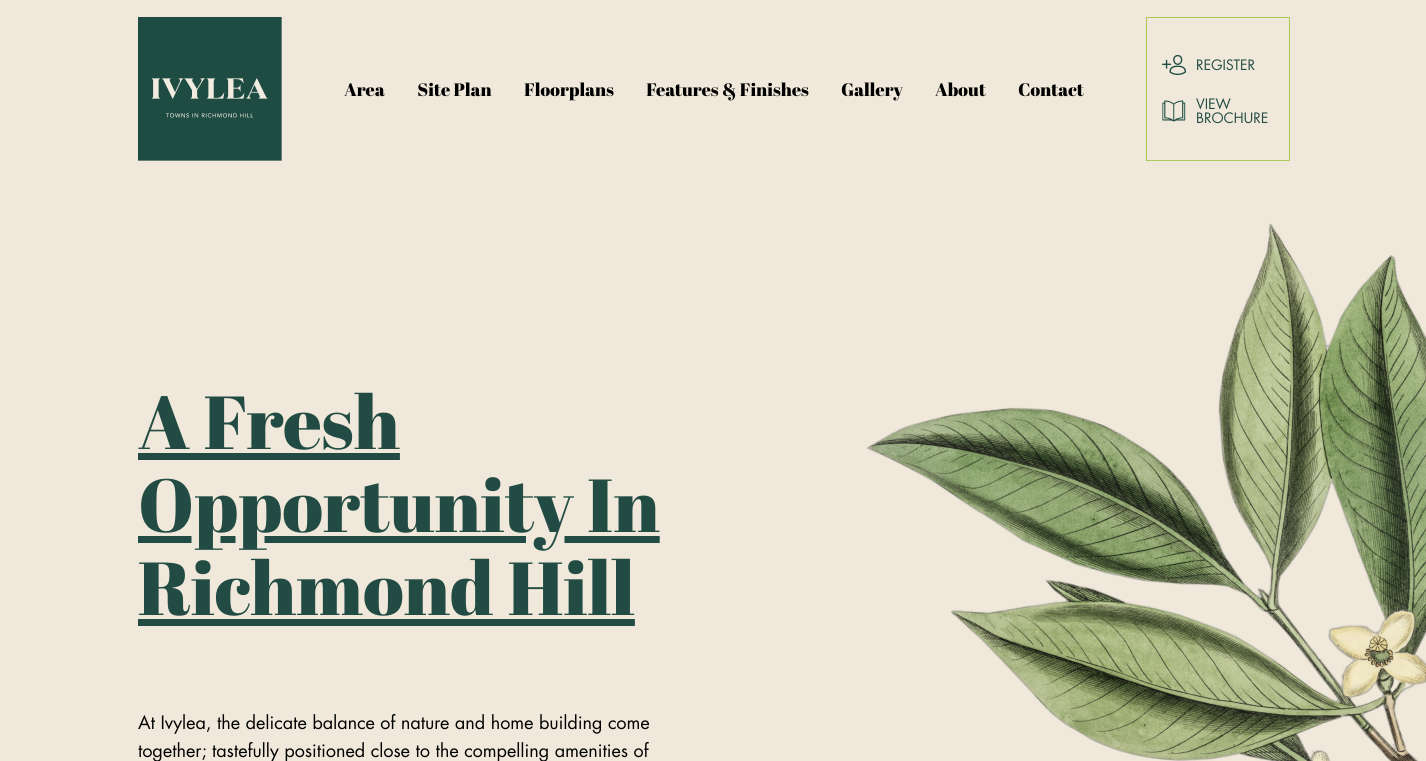 IVYLEA
TOWNS IN RICHMOND HILL
Area Site Plan Floorplans Features & Finishes Gallery About Contact
REGISTER
VIEW
BROCHURE
A Fresh
Opportunity In
Richmond Hill
At Ivylea, the delicate balance of nature and home building come
together; tastefully positioned close to the compelling amenities of